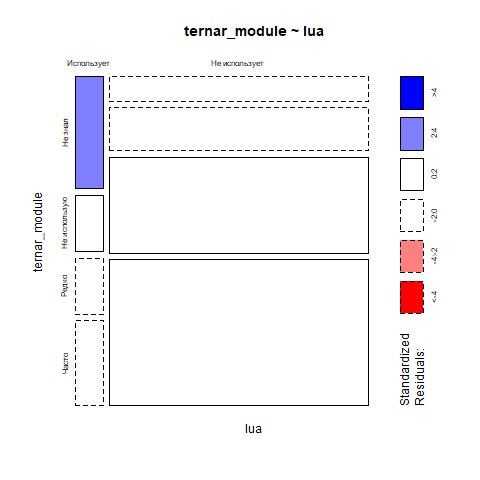 ternar_module ~ lua
Использует
Не использует
Не знал
Не использую
Редко
Часто
ternar_module
lua
>4
2:4
0:2
-2:0
-4:-2
<-4
Standardized
Residuals: